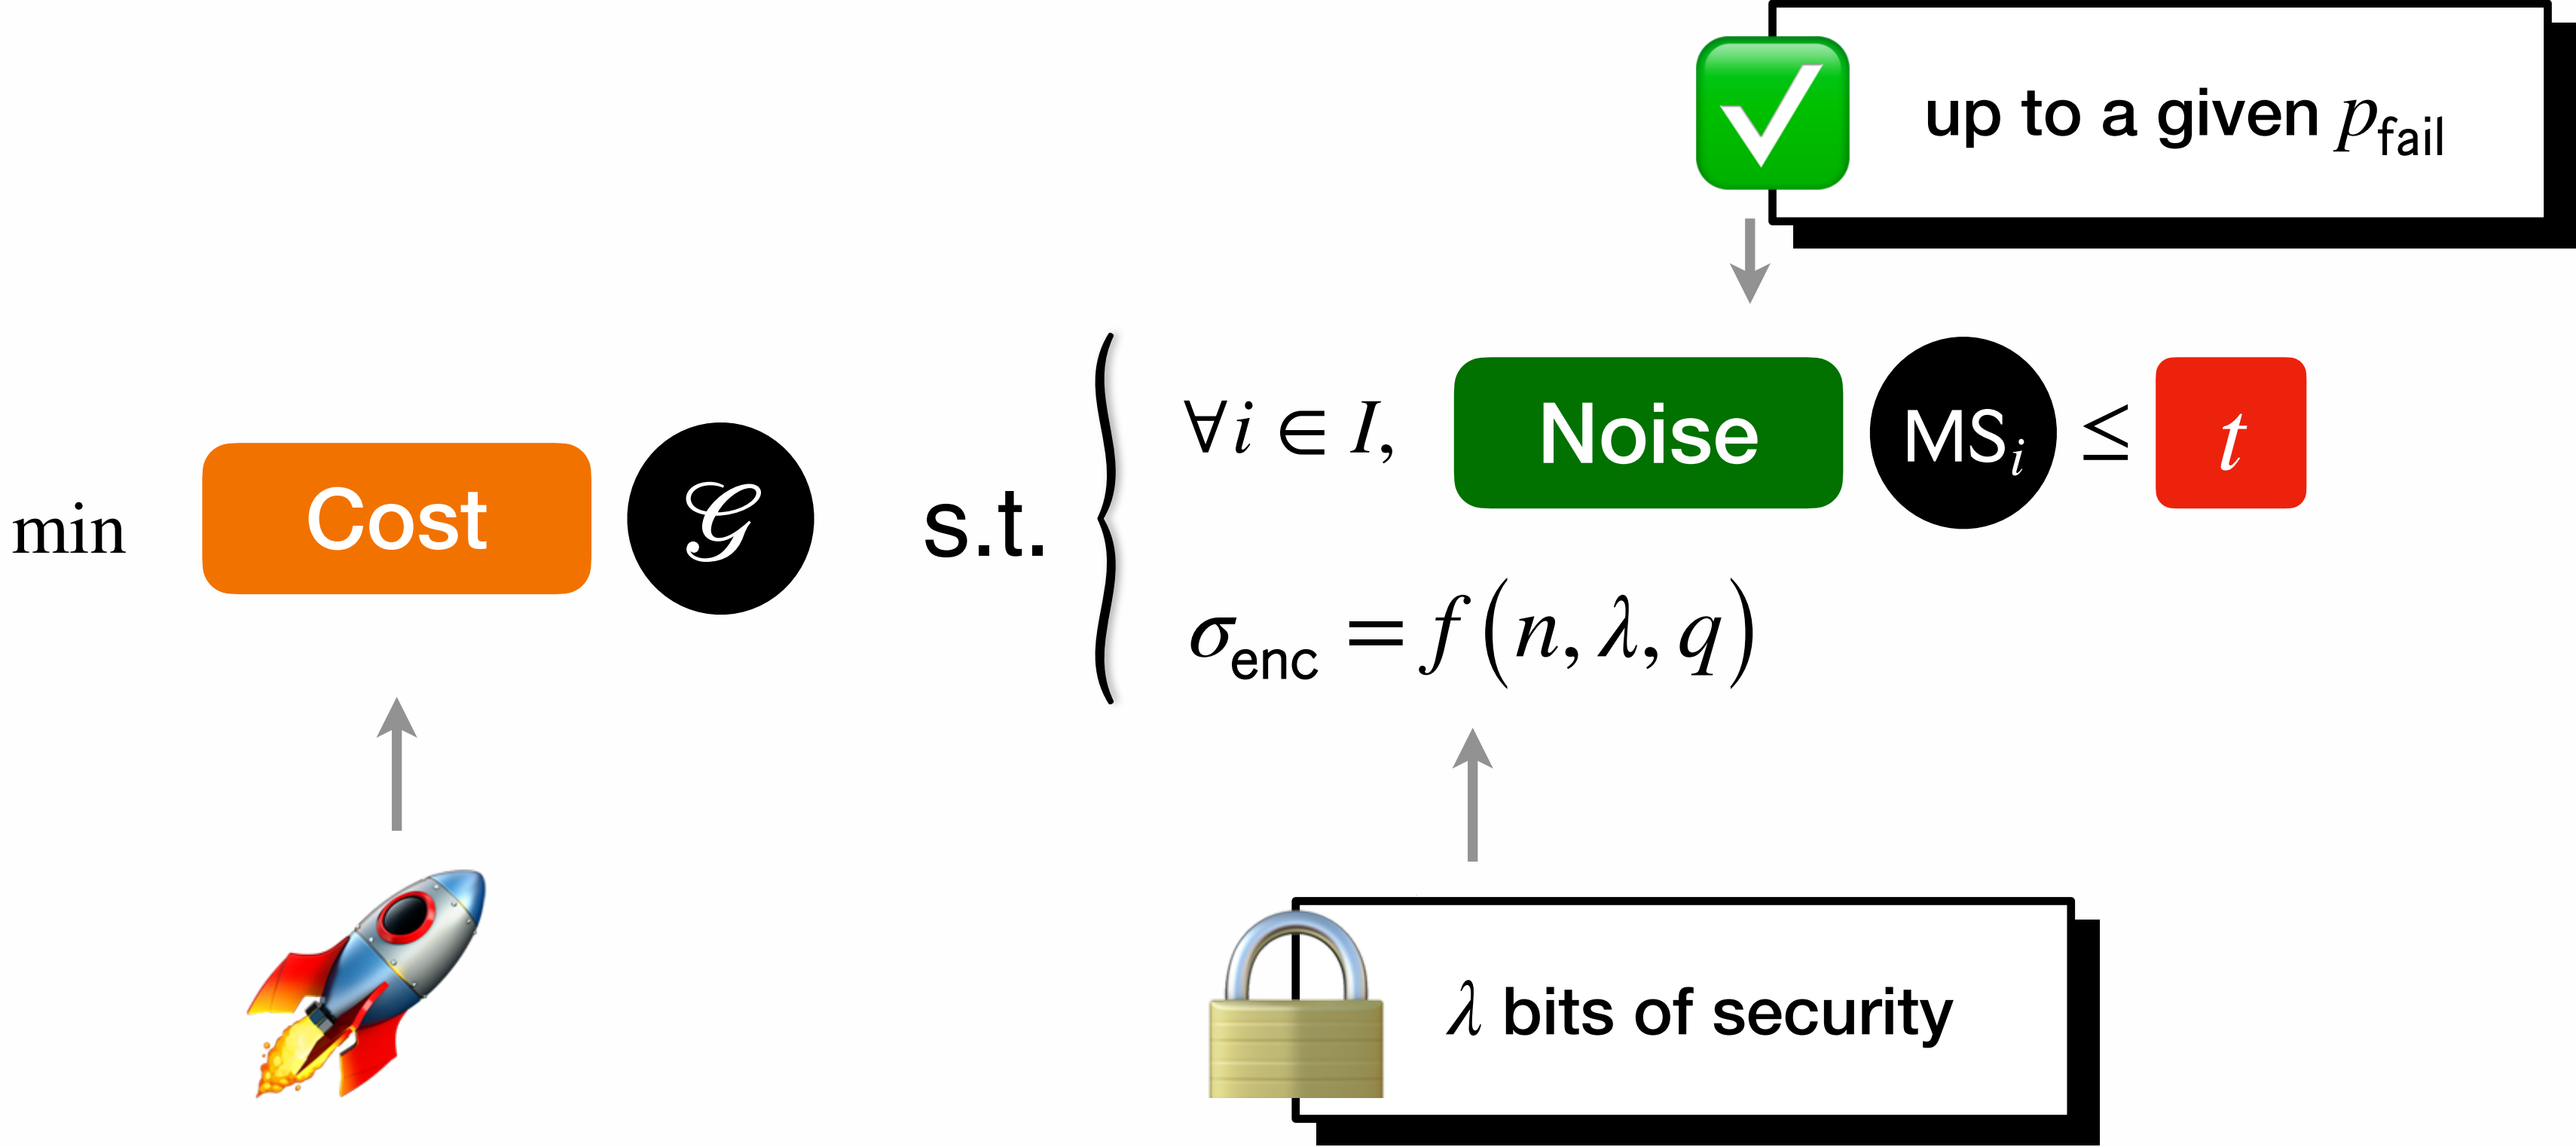 up to a given p_fail
min Cost 𝒢 s.t.
∀i ∈ I, Noise MS_i ≤ t
σ_enc = f(n, λ, q)
λ bits of security